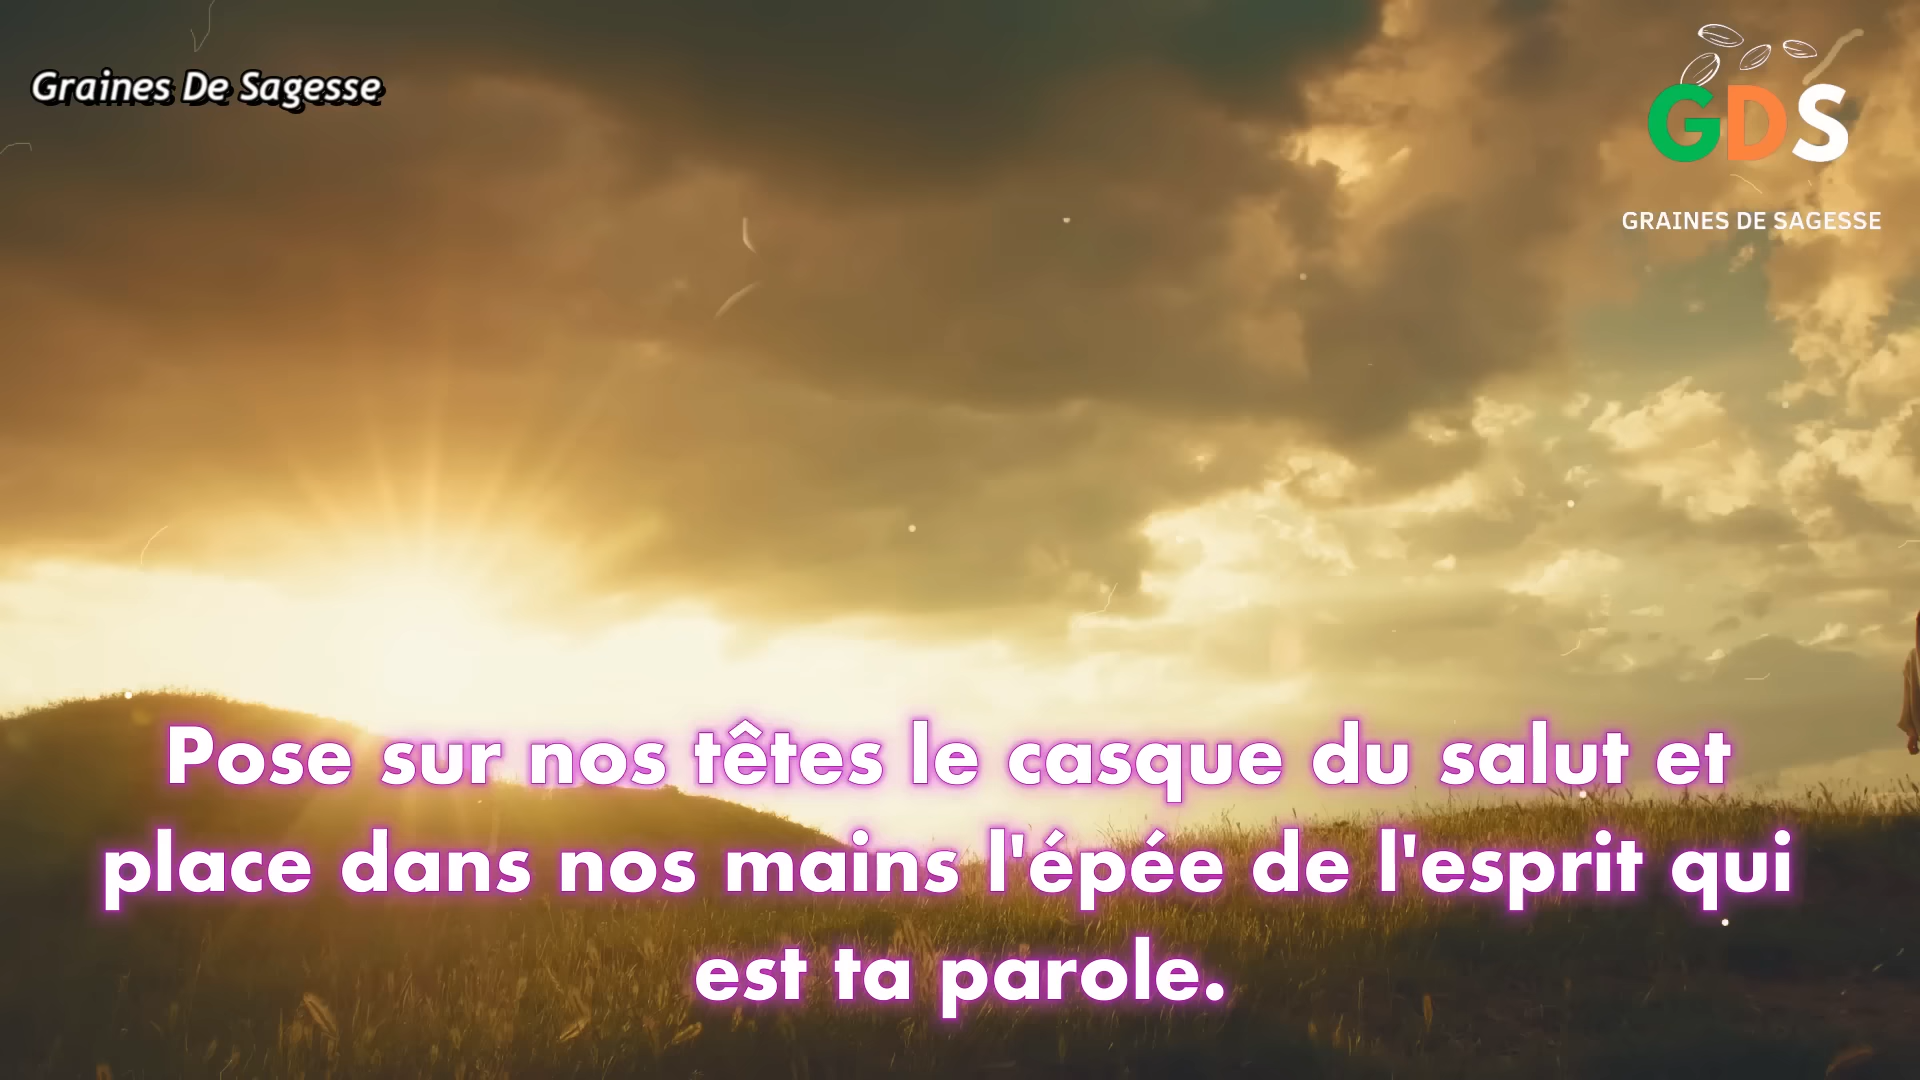 Graines De Sagesse
GDS
GRAINES DE SAGESSE
Pose sur nos têtes le casque du salut et
place dans nos mains l'épée de l'esprit qui
est ta parole.